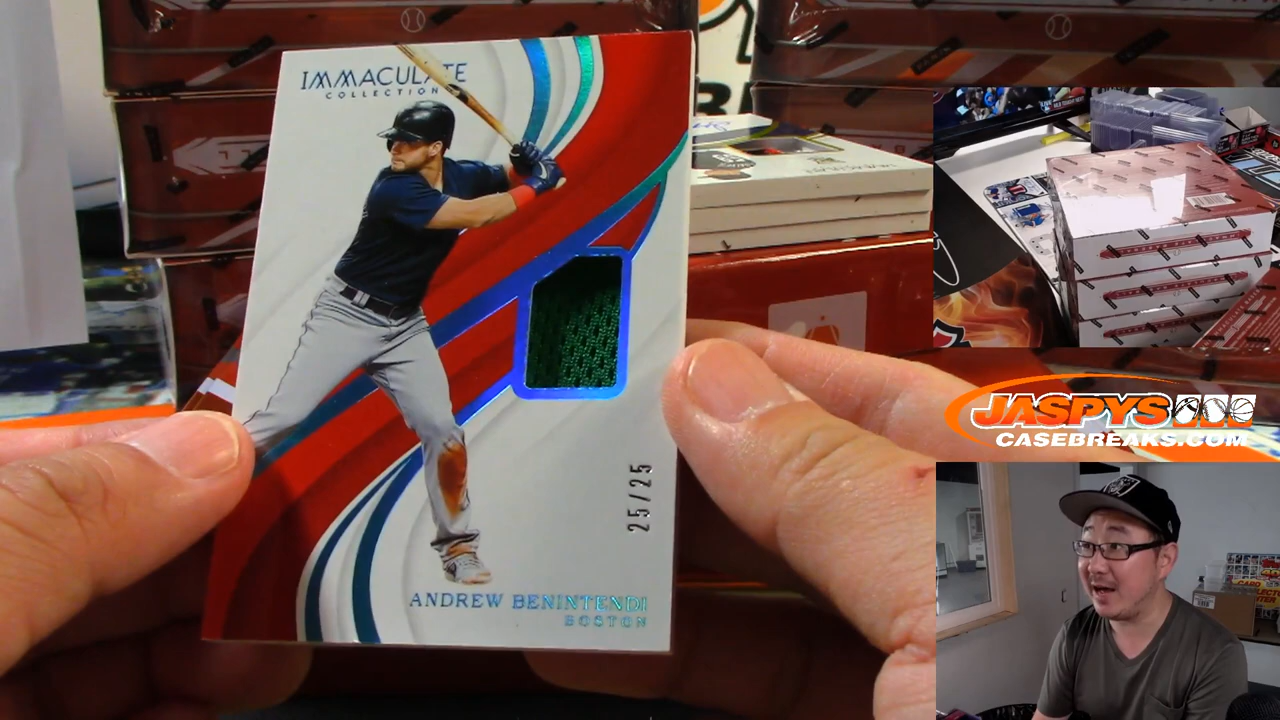 IMMACULATE
COLLECTION
25/25
ANDREW BENINTENDI
BOSTON
JASPYS
CASEBREAKS.COM